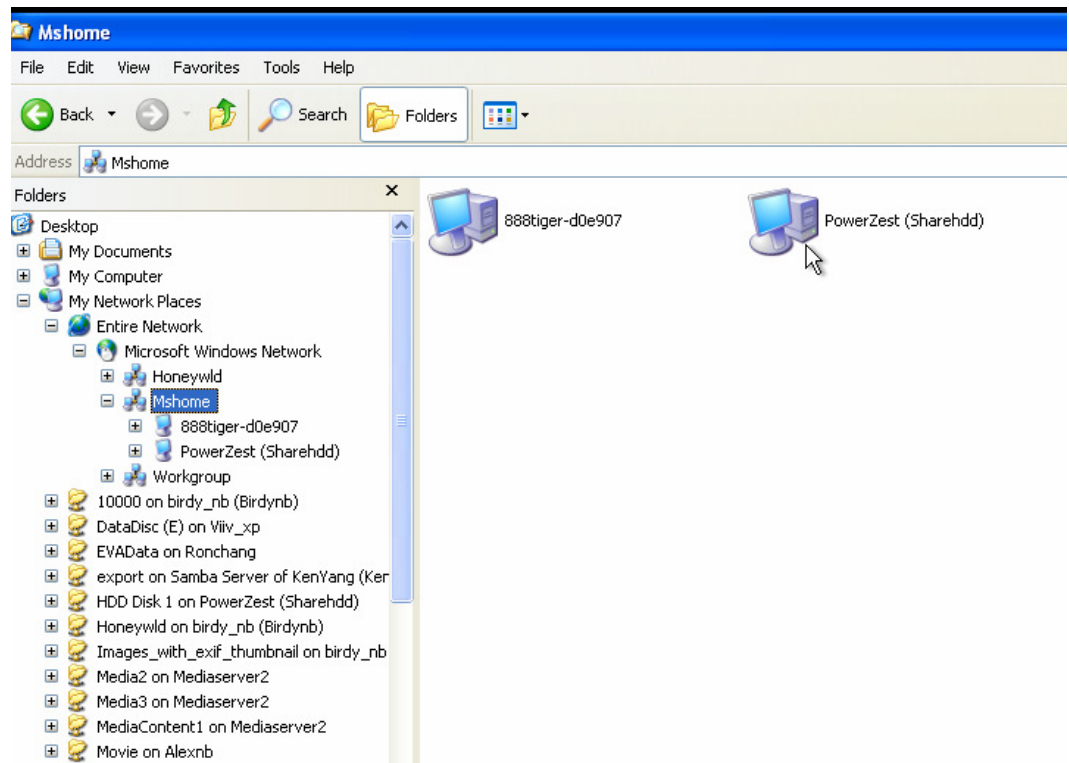 Mshome
File Edit View Favorites Tools Help
Back Search Folders
Address Mshome
Folders
Desktop
My Documents
My Computer
My Network Places
Entire Network
Microsoft Windows Network
Honeywld
Mshome
888tiger-d0e907
PowerZest (Sharehdd)
Workgroup
10000 on birdy_nb (Birdynb)
DataDisc (E) on Viiv_xp
EVAData on Ronchang
export on Samba Server of KenYang (Ker
HDD Disk 1 on PowerZest (Sharehdd)
Honeywld on birdy_nb (Birdynb)
Images_with_exif_thumbnail on birdy_nb
Media2 on Mediaserver2
Media3 on Mediaserver2
MediaContent1 on Mediaserver2
Movie on Alexnb
888tiger-d0e907
PowerZest (Sharehdd)